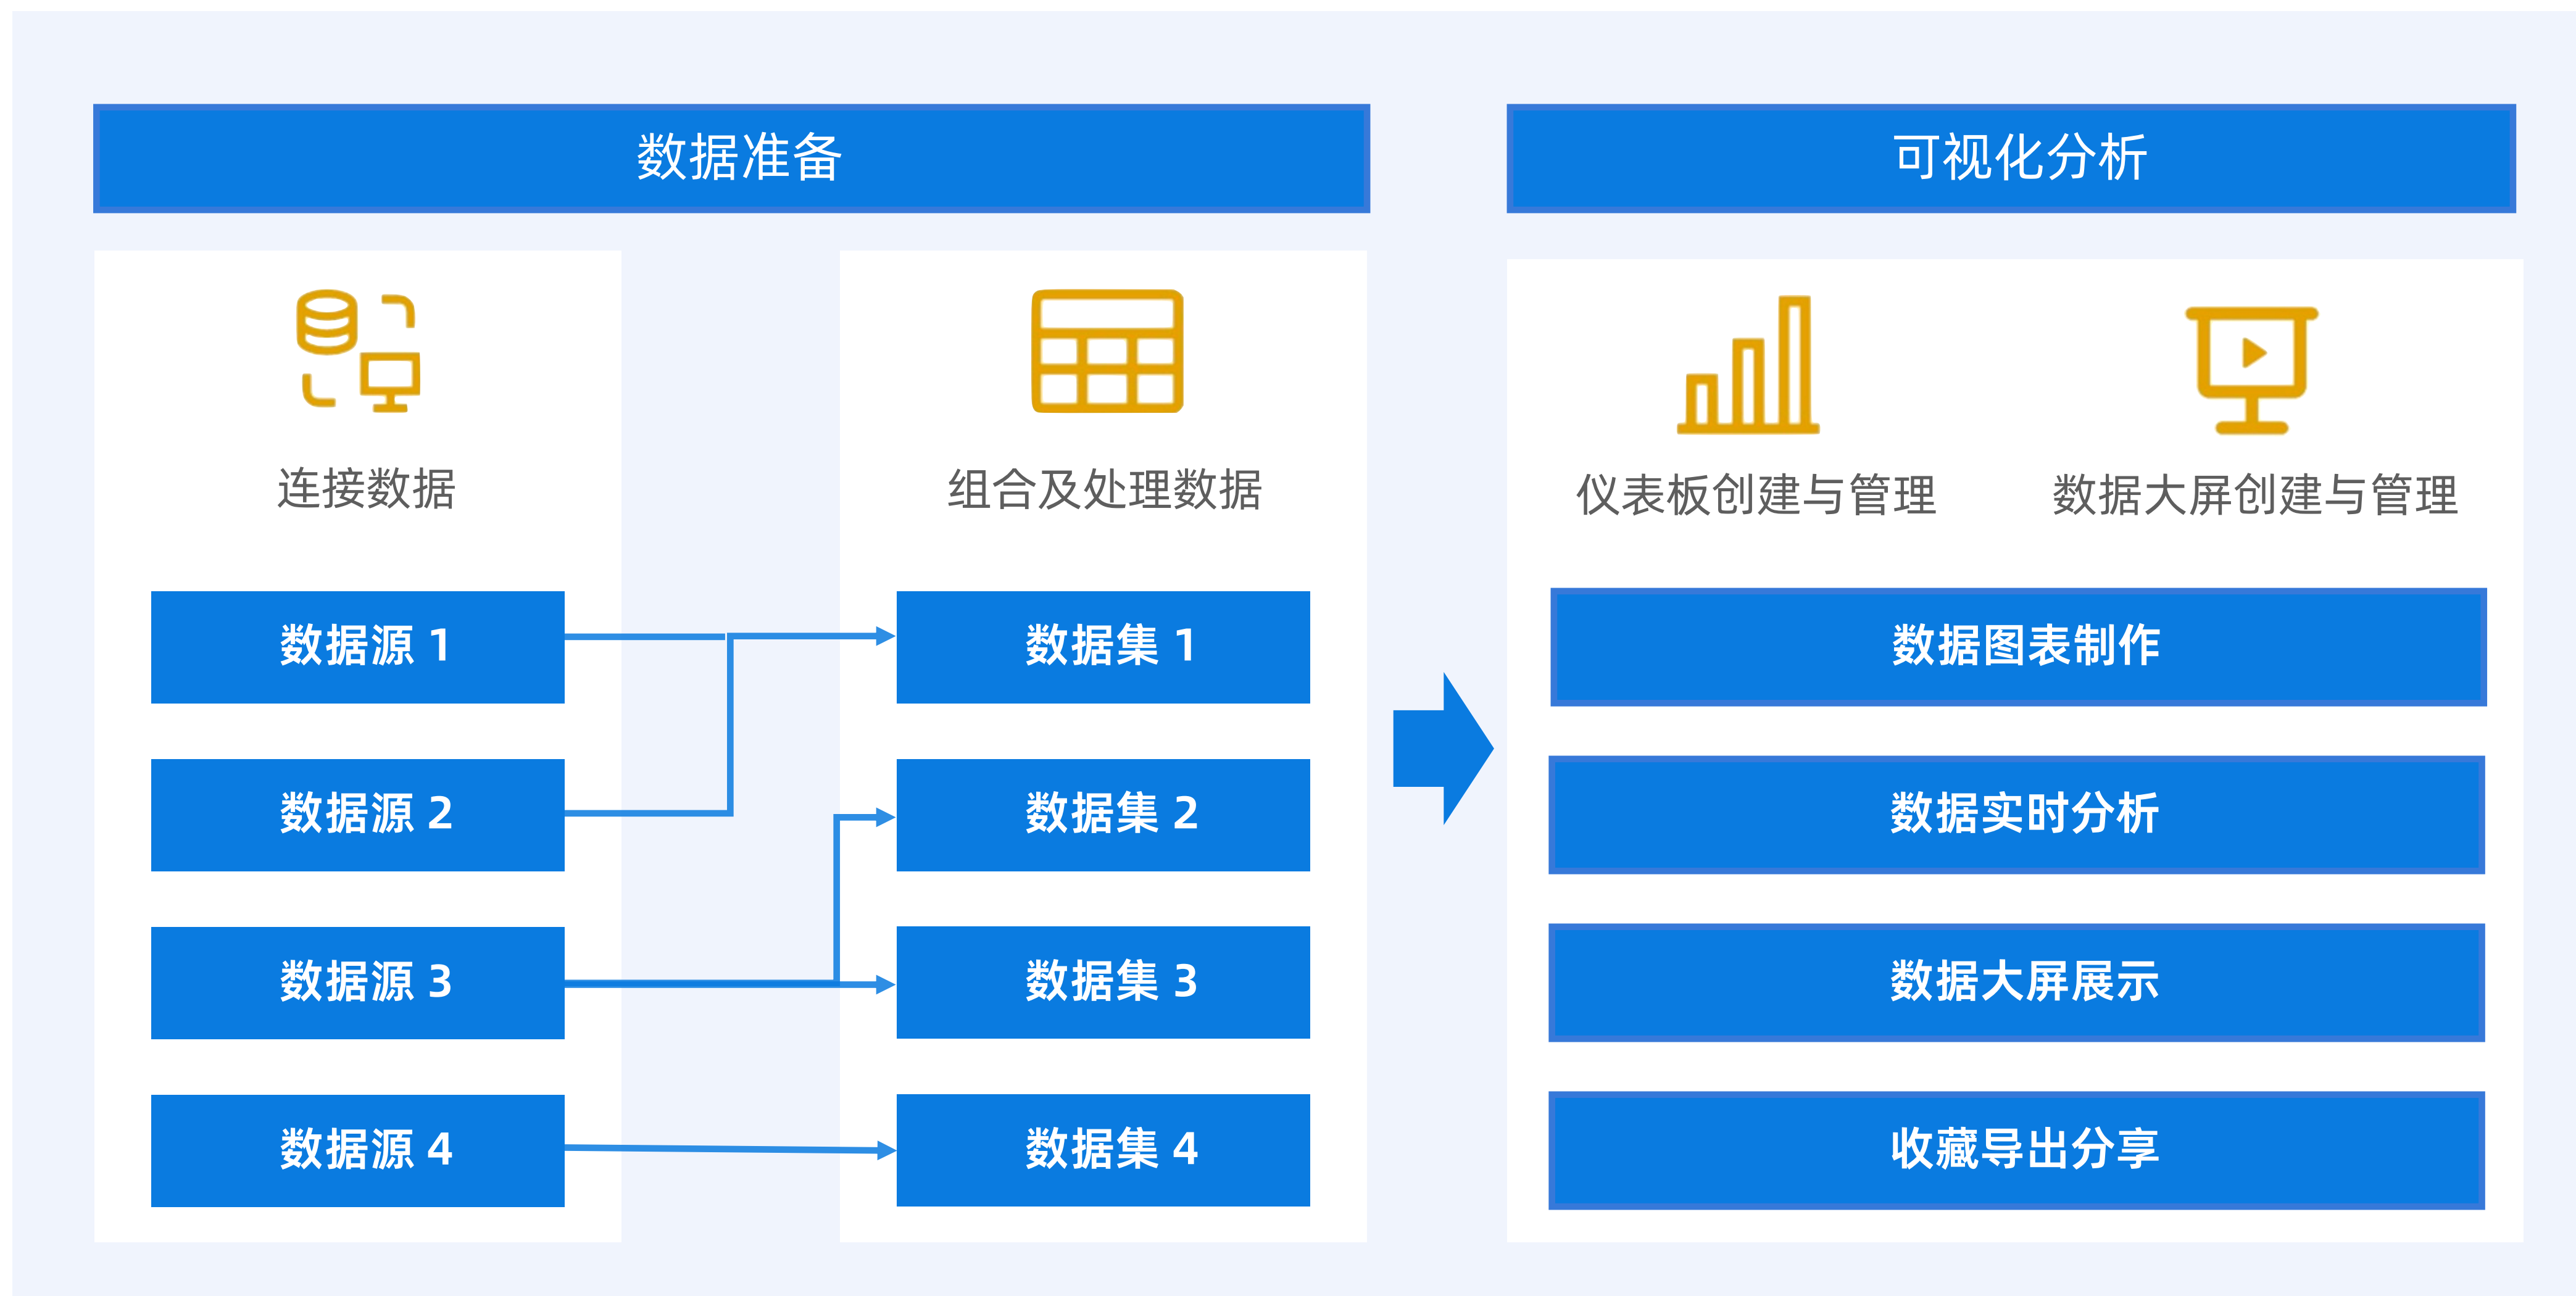 数据准备
可视化分析
连接数据
组合及处理数据
仪表板创建与管理
数据大屏创建与管理
数据源 1
数据集 1
数据图表制作
数据源 2
数据集 2
数据实时分析
数据源 3
数据集 3
数据大屏展示
数据源 4
数据集 4
收藏导出分享